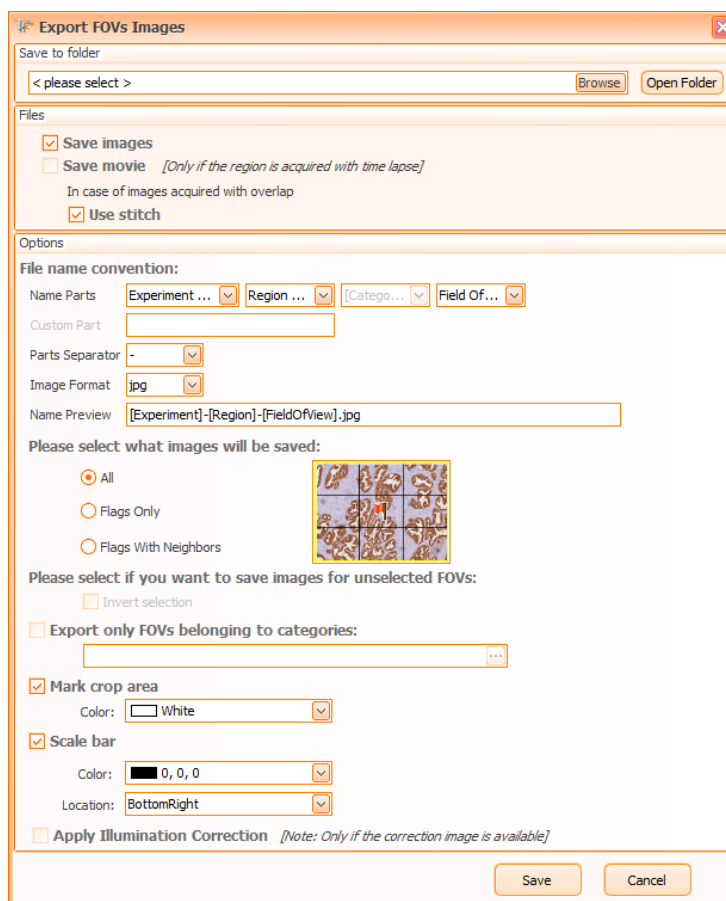 Export FOVs Images
Save to folder
< please select > Browse Open Folder
Files
Save images
Save movie [Only if the region is acquired with time lapse]
In case of images acquired with overlap
Use stitch
Options
File name convention:
Name Parts Experiment ... Region ... [Catego... Field Of...
Custom Part
Parts Separator -
Image Format jpg
Name Preview [Experiment]-[Region]-[FieldOfView].jpg
Please select what images will be saved:
All
Flags Only
Flags With Neighbors
Please select if you want to save images for unselected FOVs:
Invert selection
Export only FOVs belonging to categories:
...
Mark crop area
Color: White
Scale bar
Color: 0, 0, 0
Location: BottomRight
Apply Illumination Correction [Note: Only if the correction image is available]
Save Cancel